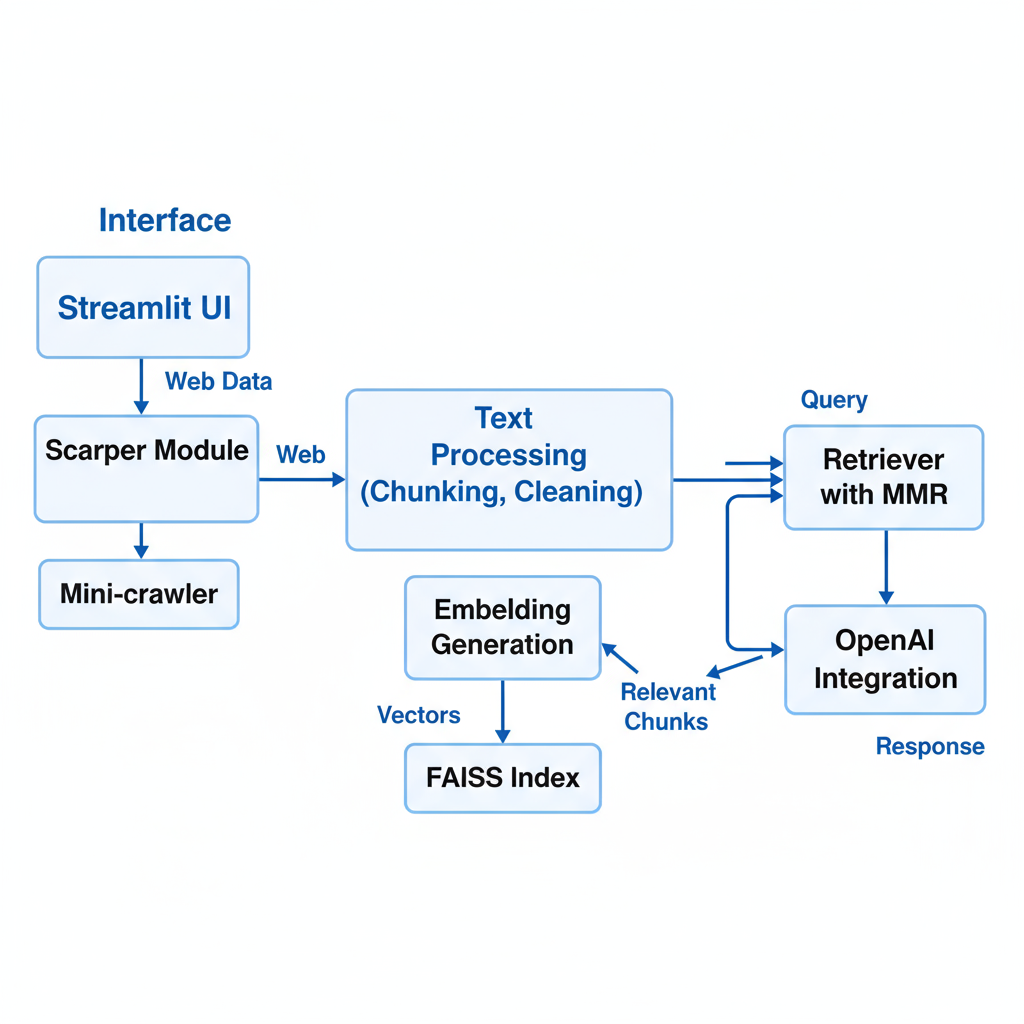 Interface
Streamlit UI
Web Data
Scarper Module
Web
Mini-crawler
Text
Processing
(Chunking, Cleaning)
Embelding
Generation
Vectors
FAISS Index
Relevant
Chunks
Query
Retriever
with MMR
OpenAI
Integration
Response